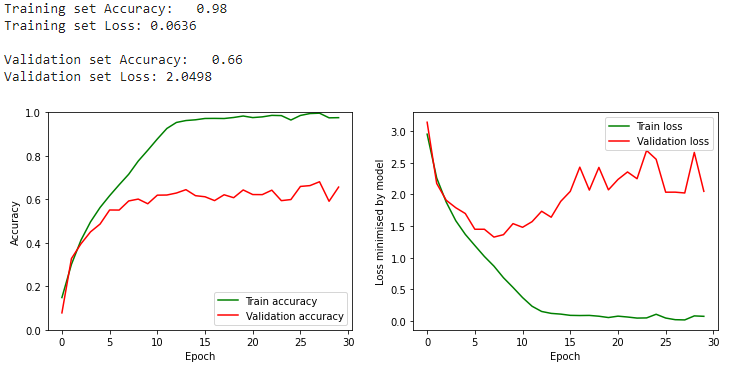 Training set Accuracy:   0.98
Training set Loss: 0.0636
Validation set Accuracy:   0.66
Validation set Loss: 2.0498
1.0
0.8
0.6
0.4
0.2
0.0
Accuracy
0 5 10 15 20 25 30
Epoch
Train accuracy
Validation accuracy
3.0
2.5
2.0
1.5
1.0
0.5
0.0
Loss minimised by model
0 5 10 15 20 25 30
Epoch
Train loss
Validation loss